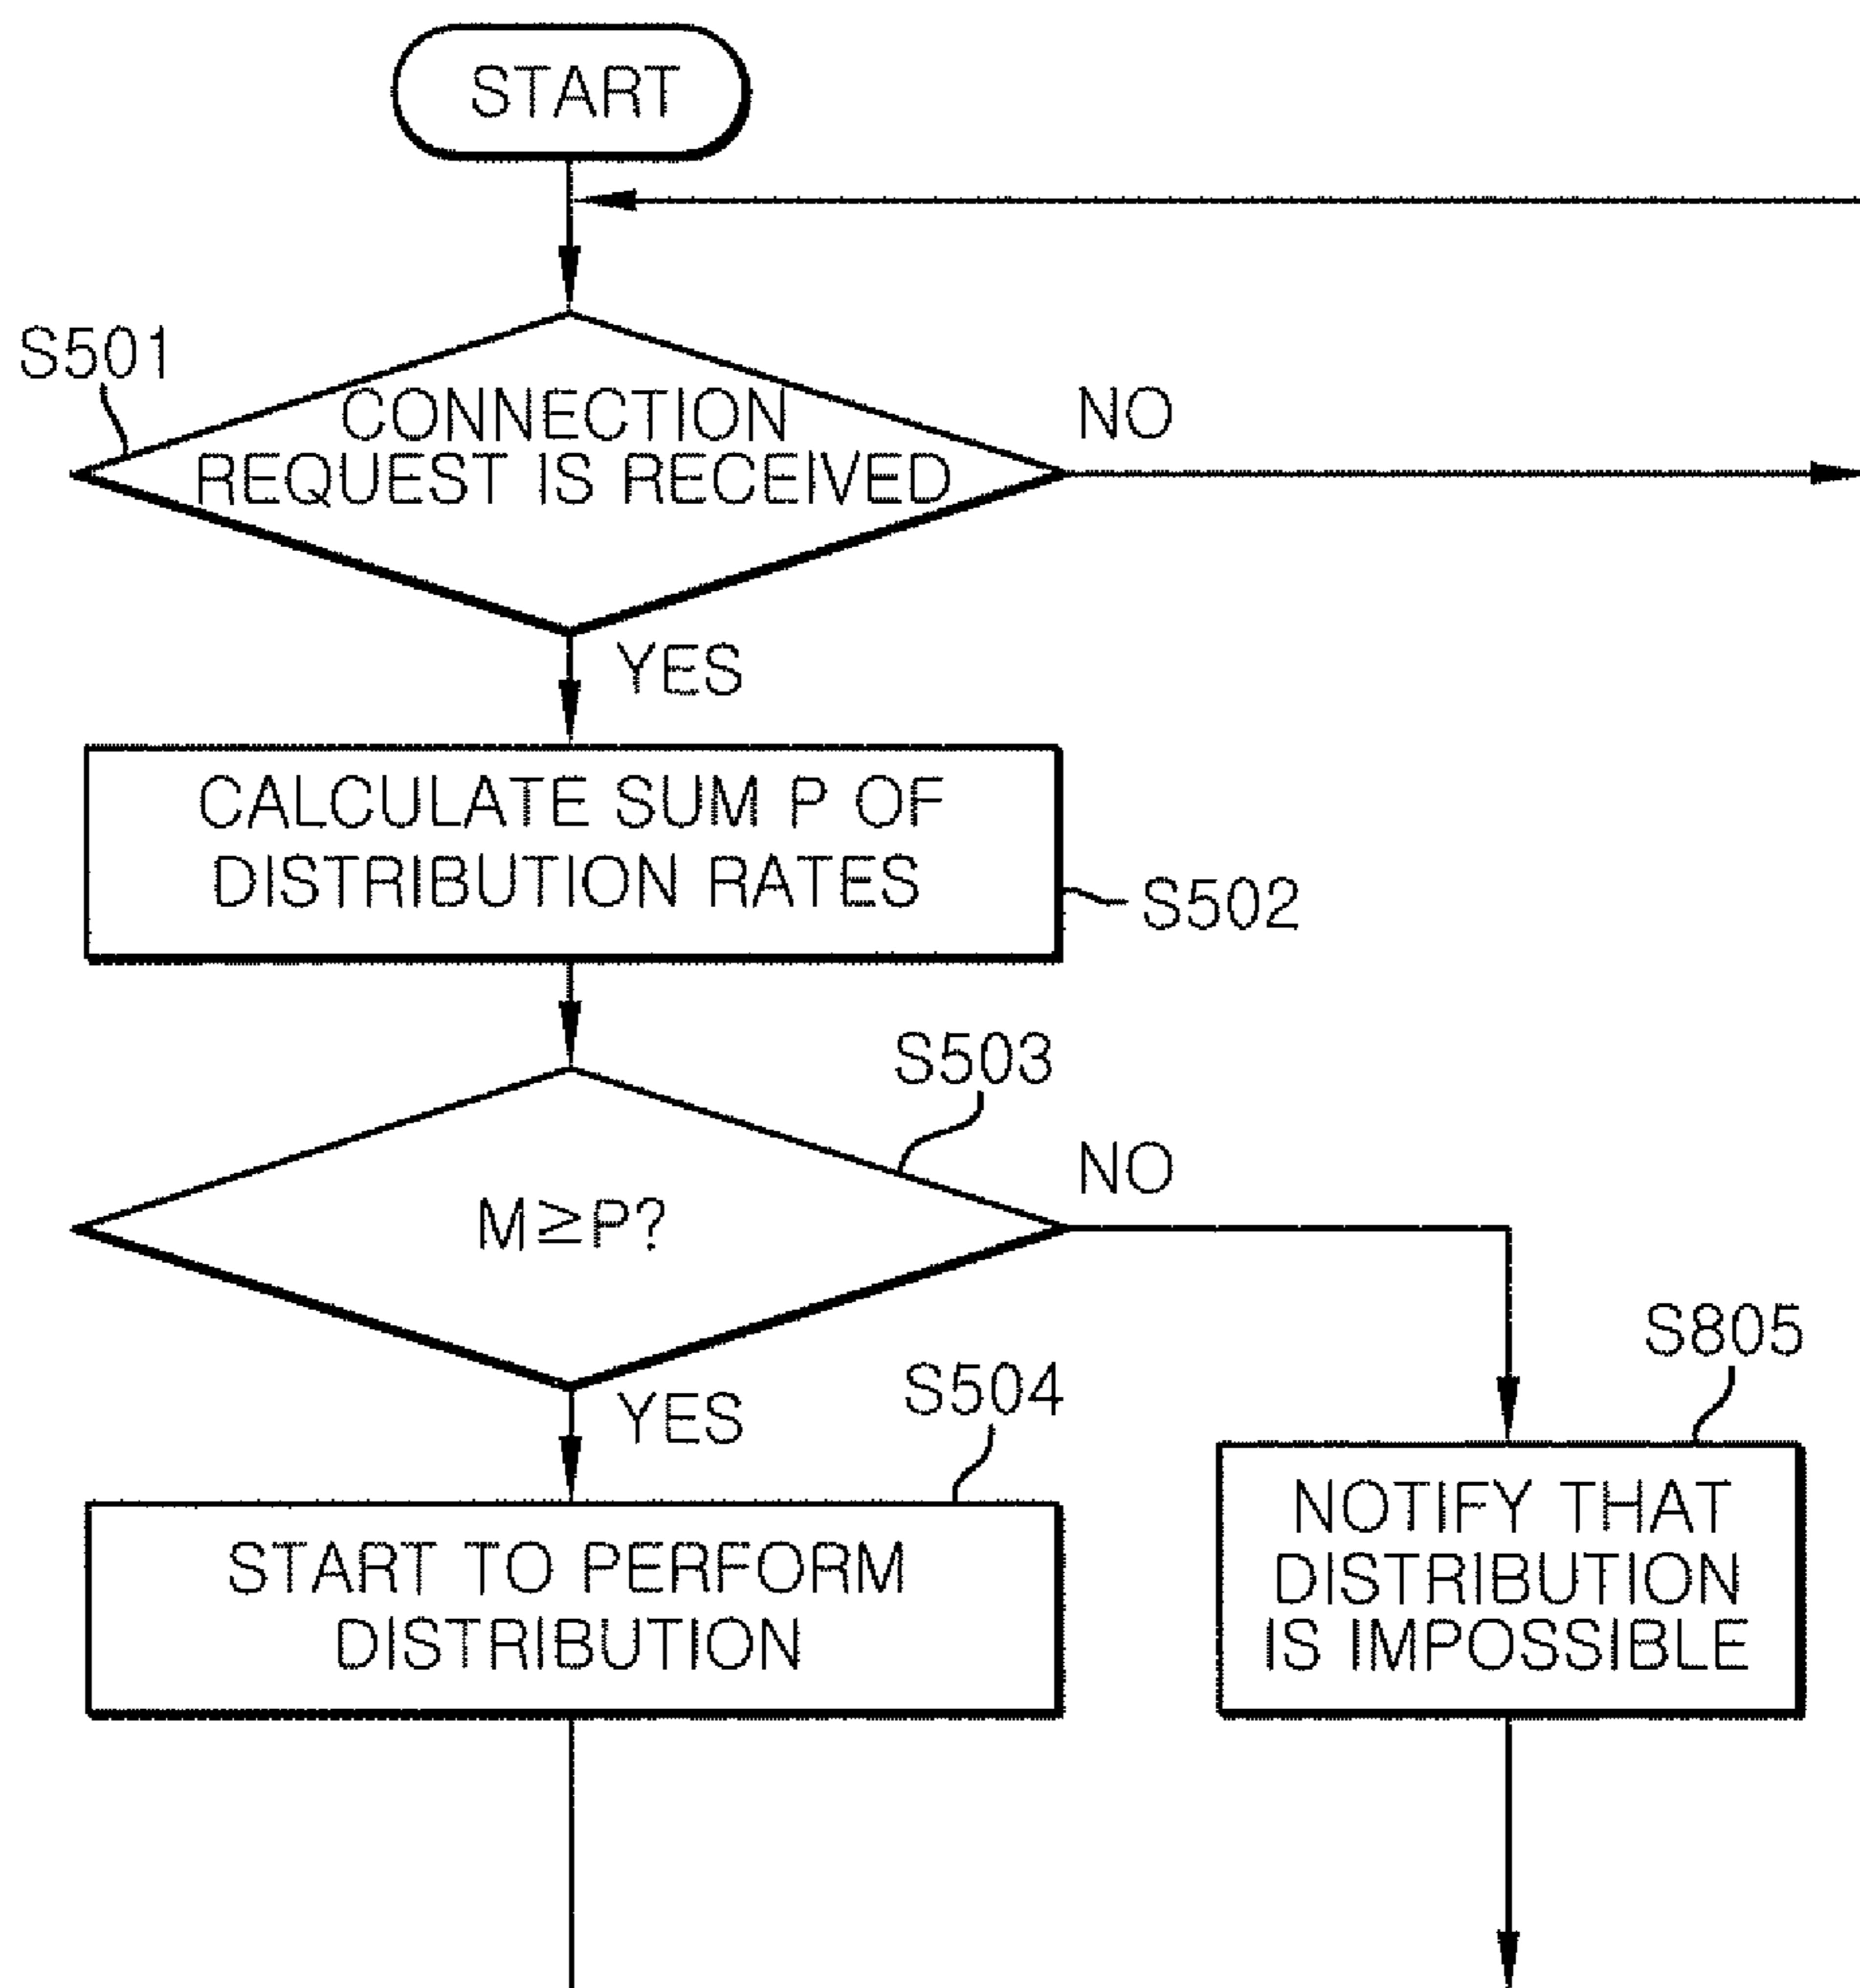 START
S501
CONNECTION
REQUEST IS RECEIVED
NO
YES
CALCULATE SUM P OF
DISTRIBUTION RATES
S502
S503
M≧P?
NO
YES
S504
START TO PERFORM
DISTRIBUTION
S805
NOTIFY THAT
DISTRIBUTION
IS IMPOSSIBLE